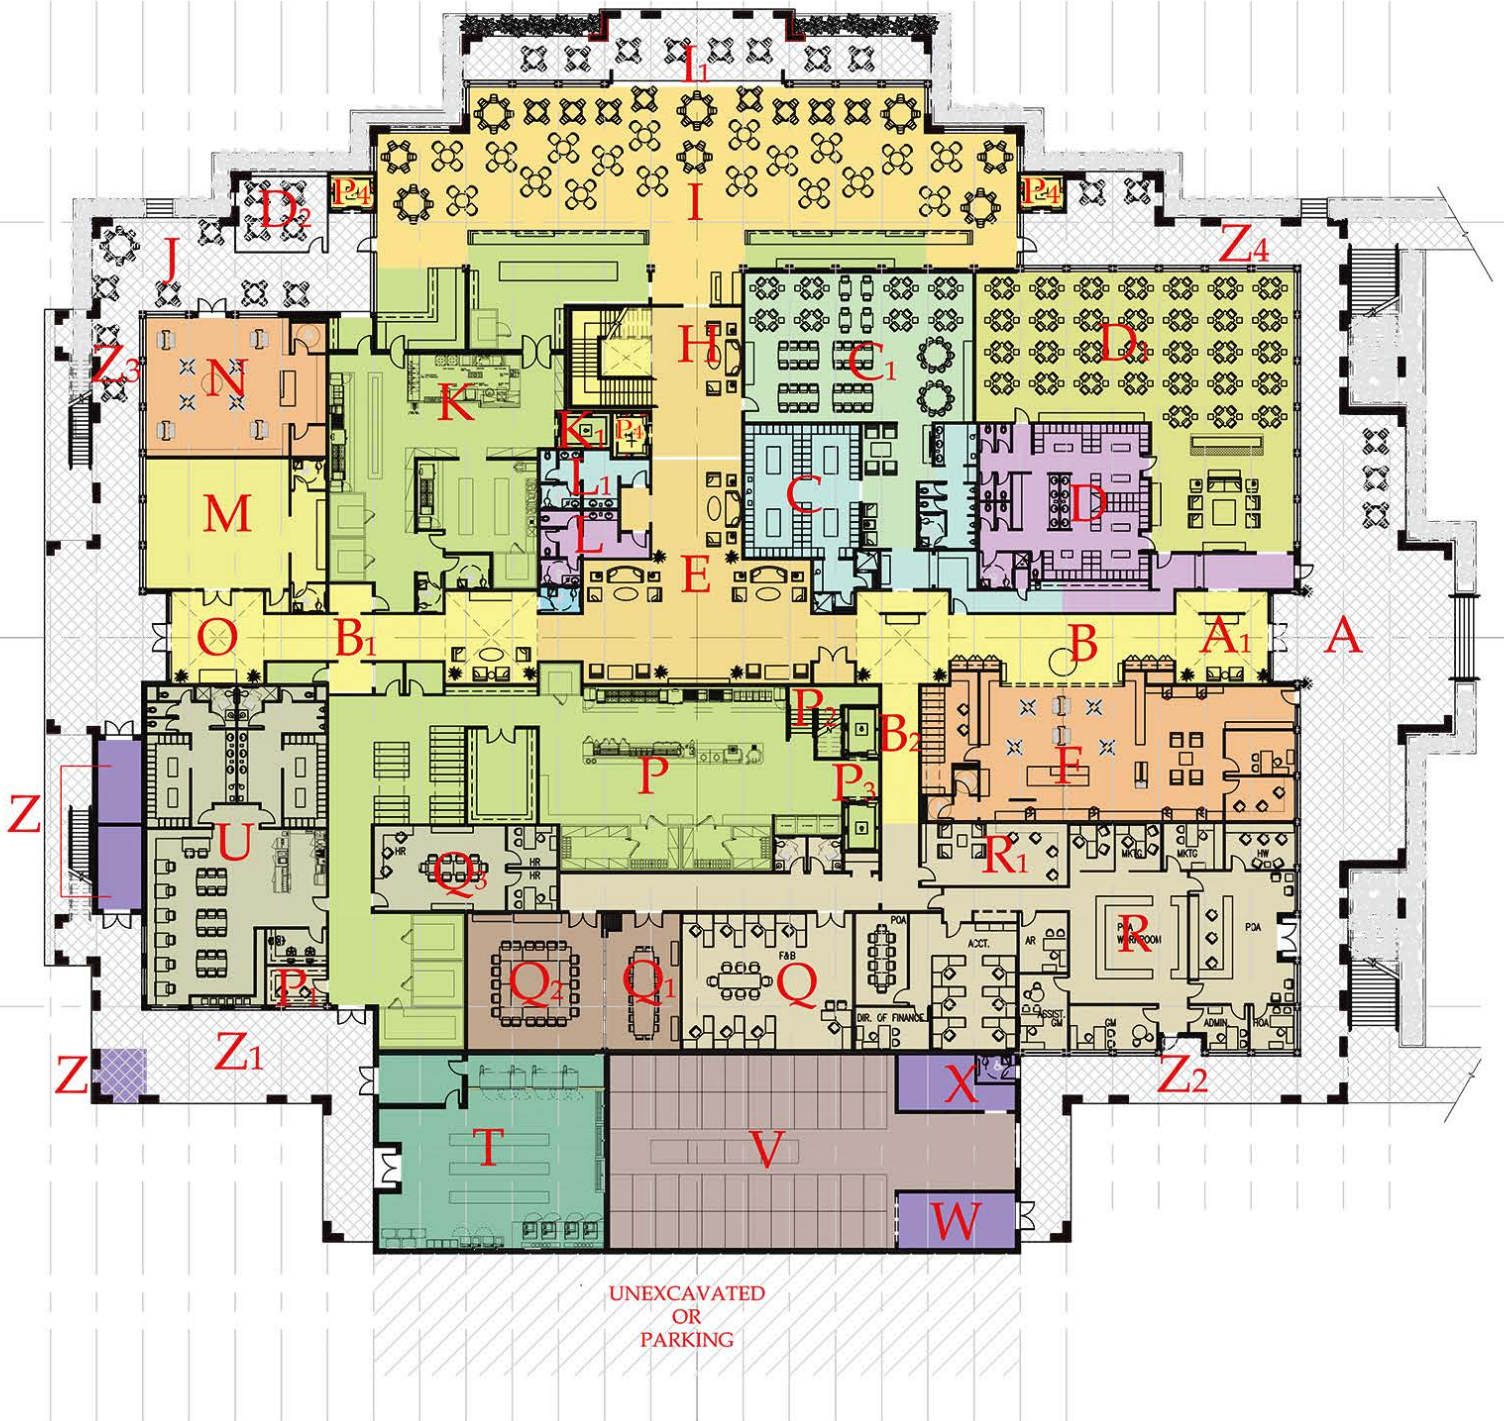 I1
P4
P4
D2
I
J
Z4
H
Z3
N
K
C1
D1
K1
P4
L1
M
C
D
L
E
O
B1
B
A1
A
P2
B2
P
P3
F
Z
U
HR
Q3
HR
HR
R1
MKTG
MKTG
HW
POA
ACCT.
AR
R
WORKROOM
POA
F&B
Q2
Q1
Q
P1
DIR. OF FINANCE
ASSIST.
GM
GM
ADMIN.
HOA
Z1
Z
Z2
X
T
V
W
UNEXCAVATED
OR
PARKING